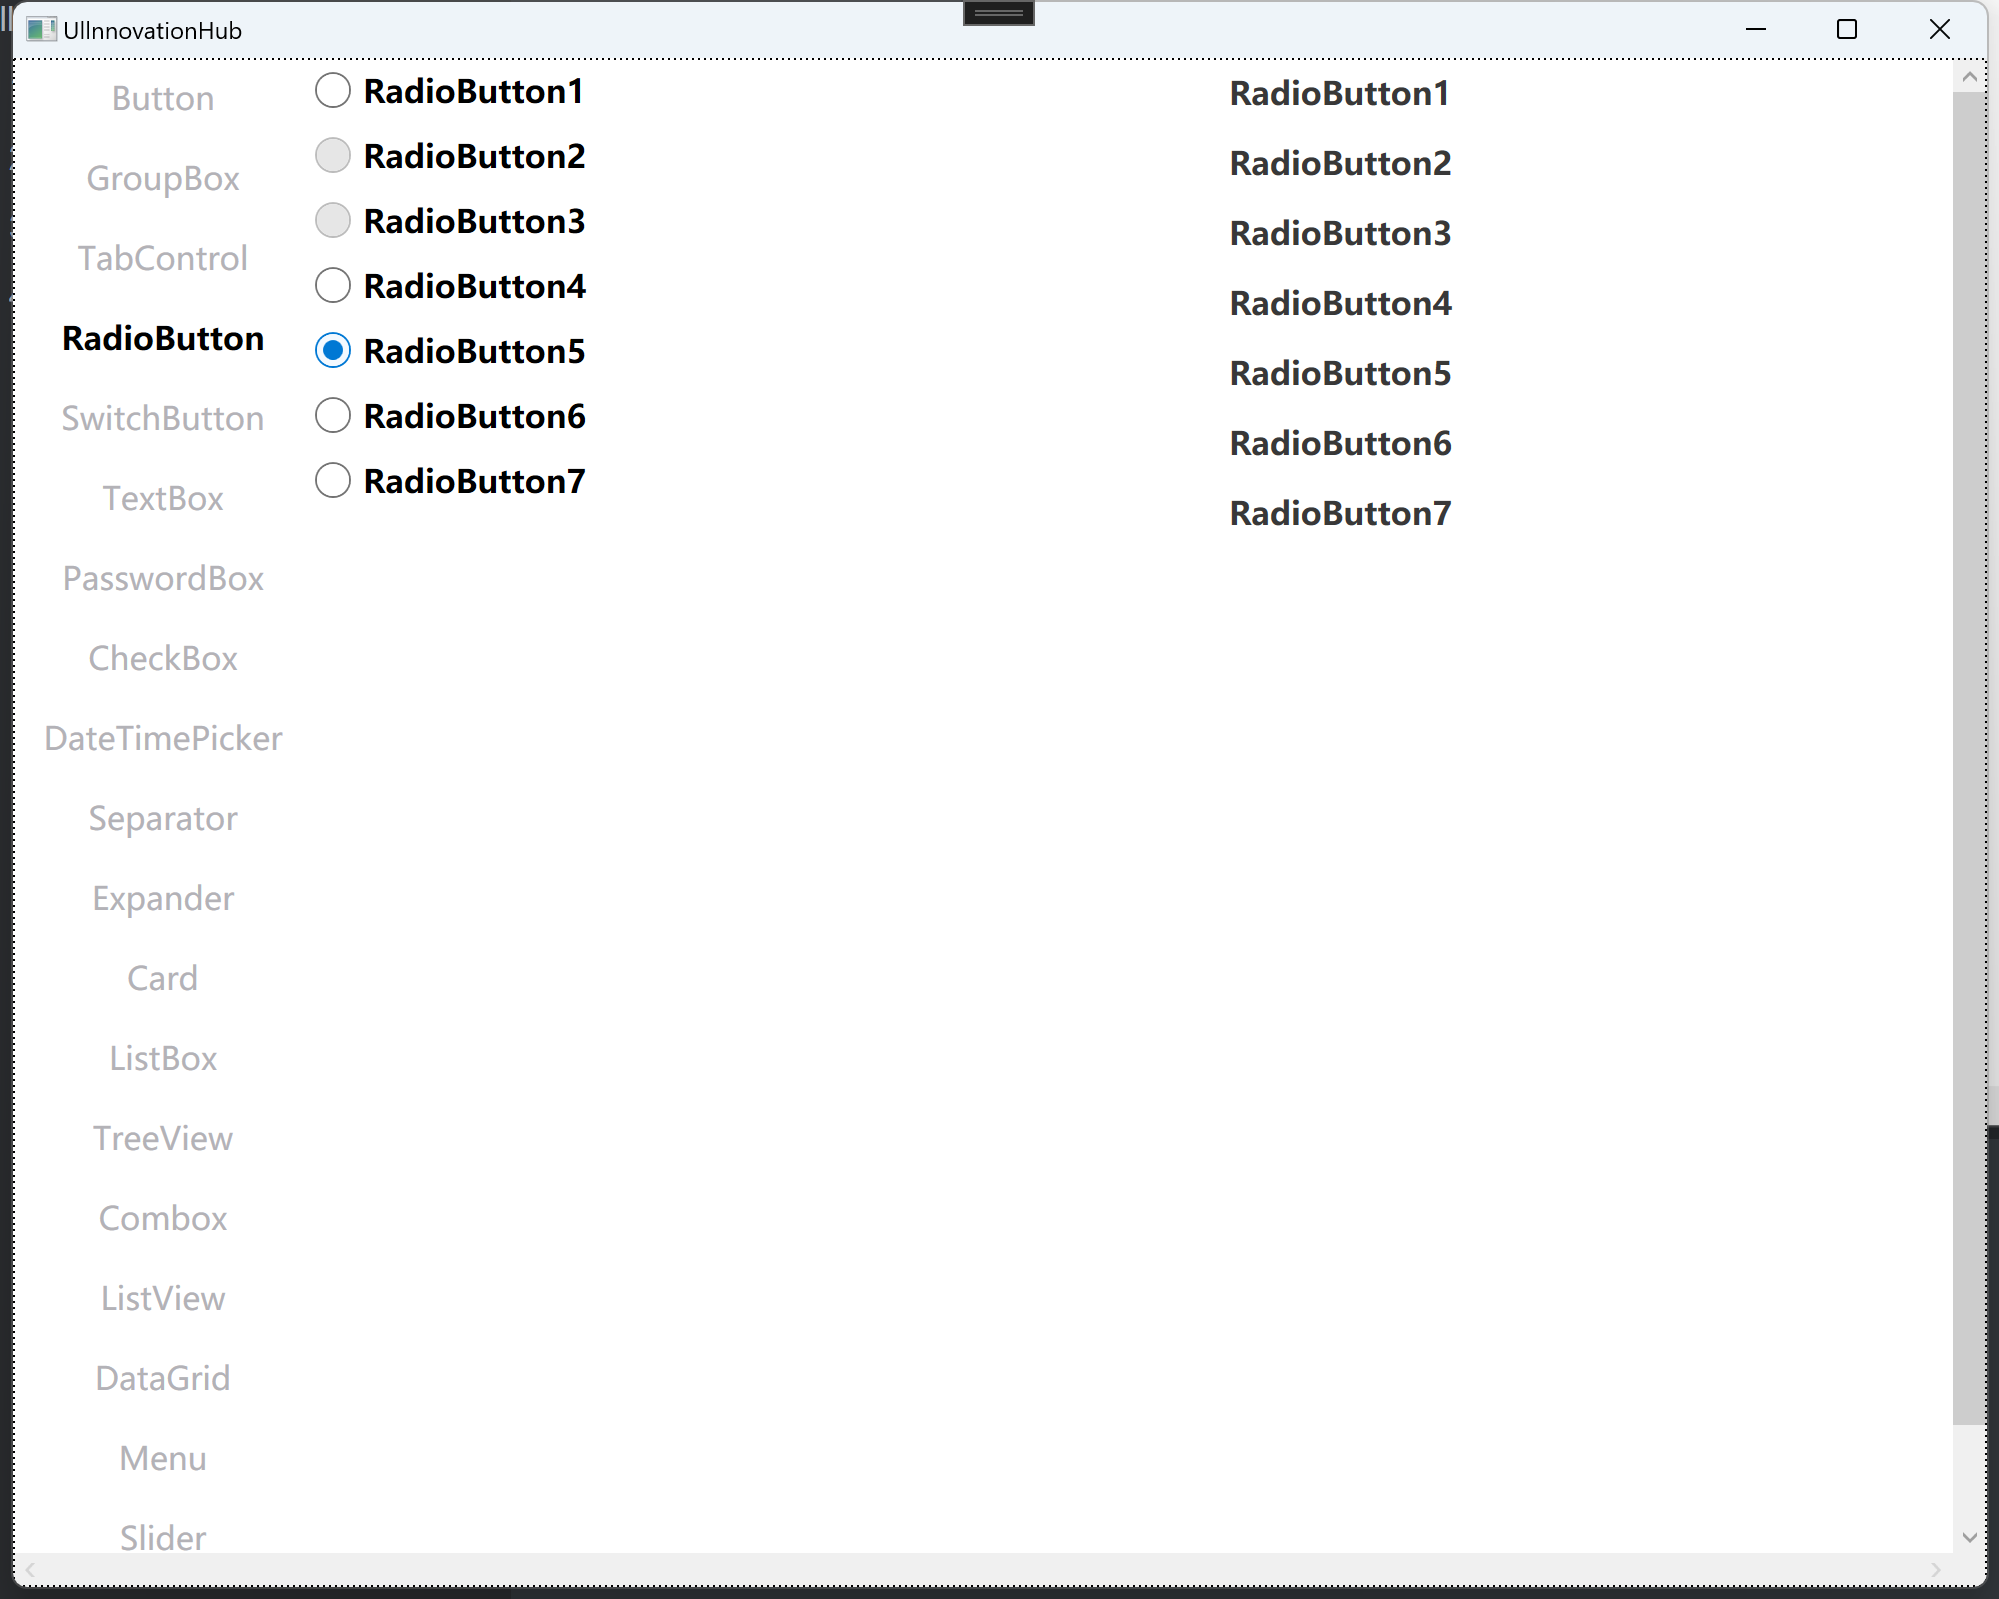 UIInnovationHub
Button
GroupBox
TabControl
RadioButton
SwitchButton
TextBox
PasswordBox
CheckBox
DateTimePicker
Separator
Expander
Card
ListBox
TreeView
Combox
ListView
DataGrid
Menu
Slider
RadioButton1
RadioButton2
RadioButton3
RadioButton4
RadioButton5
RadioButton6
RadioButton7
RadioButton1
RadioButton2
RadioButton3
RadioButton4
RadioButton5
RadioButton6
RadioButton7